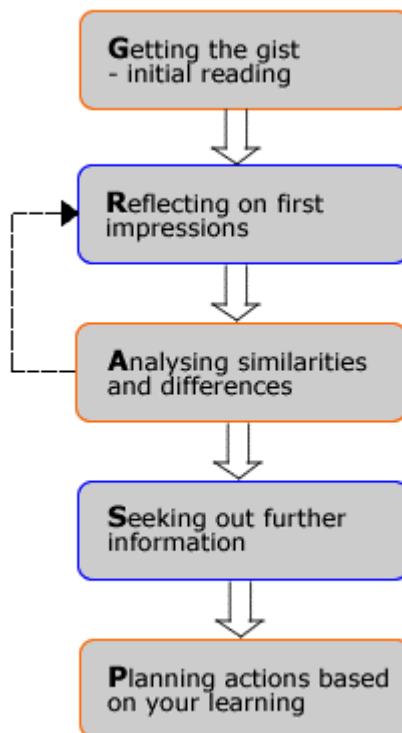 Getting the gist
- initial reading
Reflecting on first
impressions
Analysing similarities
and differences
Seeking out further
information
Planning actions based
on your learning